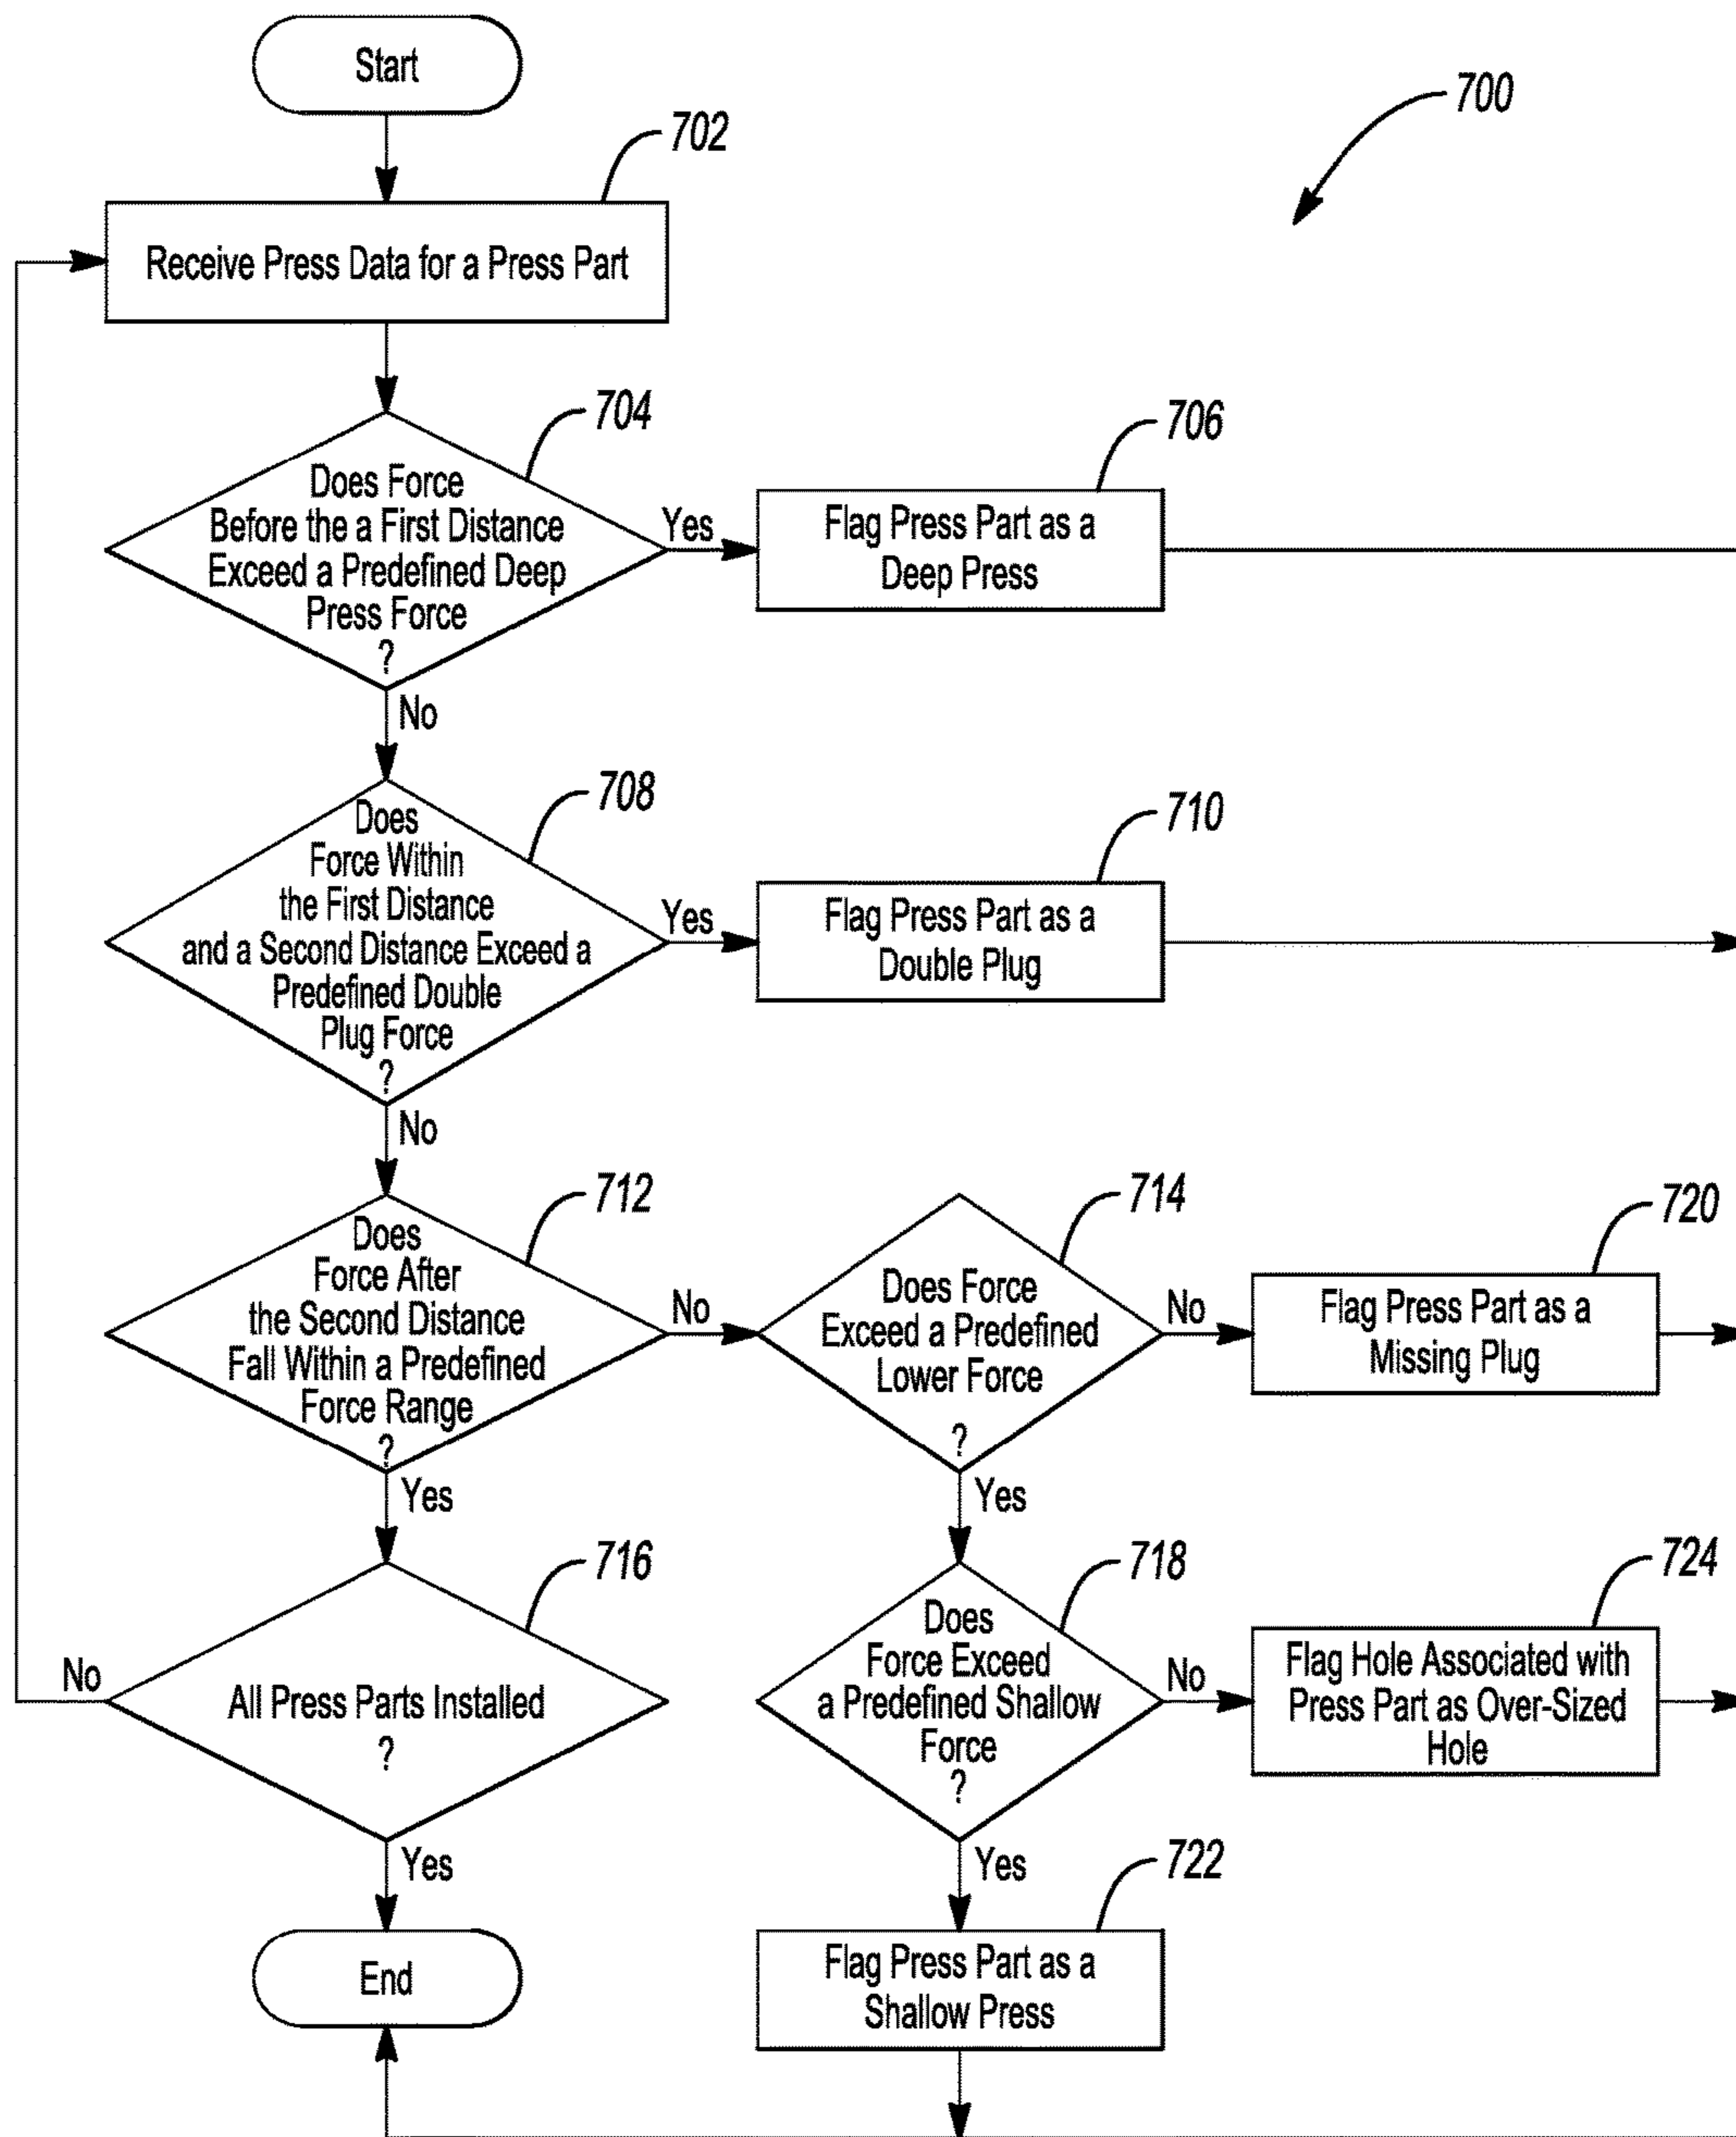 Start
700
702
Receive Press Data for a Press Part
704
Does Force
Before the a First Distance
Exceed a Predefined Deep
Press Force
?
Yes
706
Flag Press Part as a
Deep Press
No
708
Does
Force Within
the First Distance
and a Second Distance Exceed a
Predefined Double
Plug Force
?
Yes
710
Flag Press Part as a
Double Plug
No
712
Does
Force After
the Second Distance
Fall Within a Predefined
Force Range
?
No
714
Does Force
Exceed a Predefined
Lower Force
?
No
720
Flag Press Part as a
Missing Plug
Yes
Yes
716
All Press Parts Installed
?
No
718
Does
Force Exceed
a Predefined Shallow
Force
?
No
724
Flag Hole Associated with
Press Part as Over-Sized
Hole
Yes
Yes
722
End
Flag Press Part as a
Shallow Press